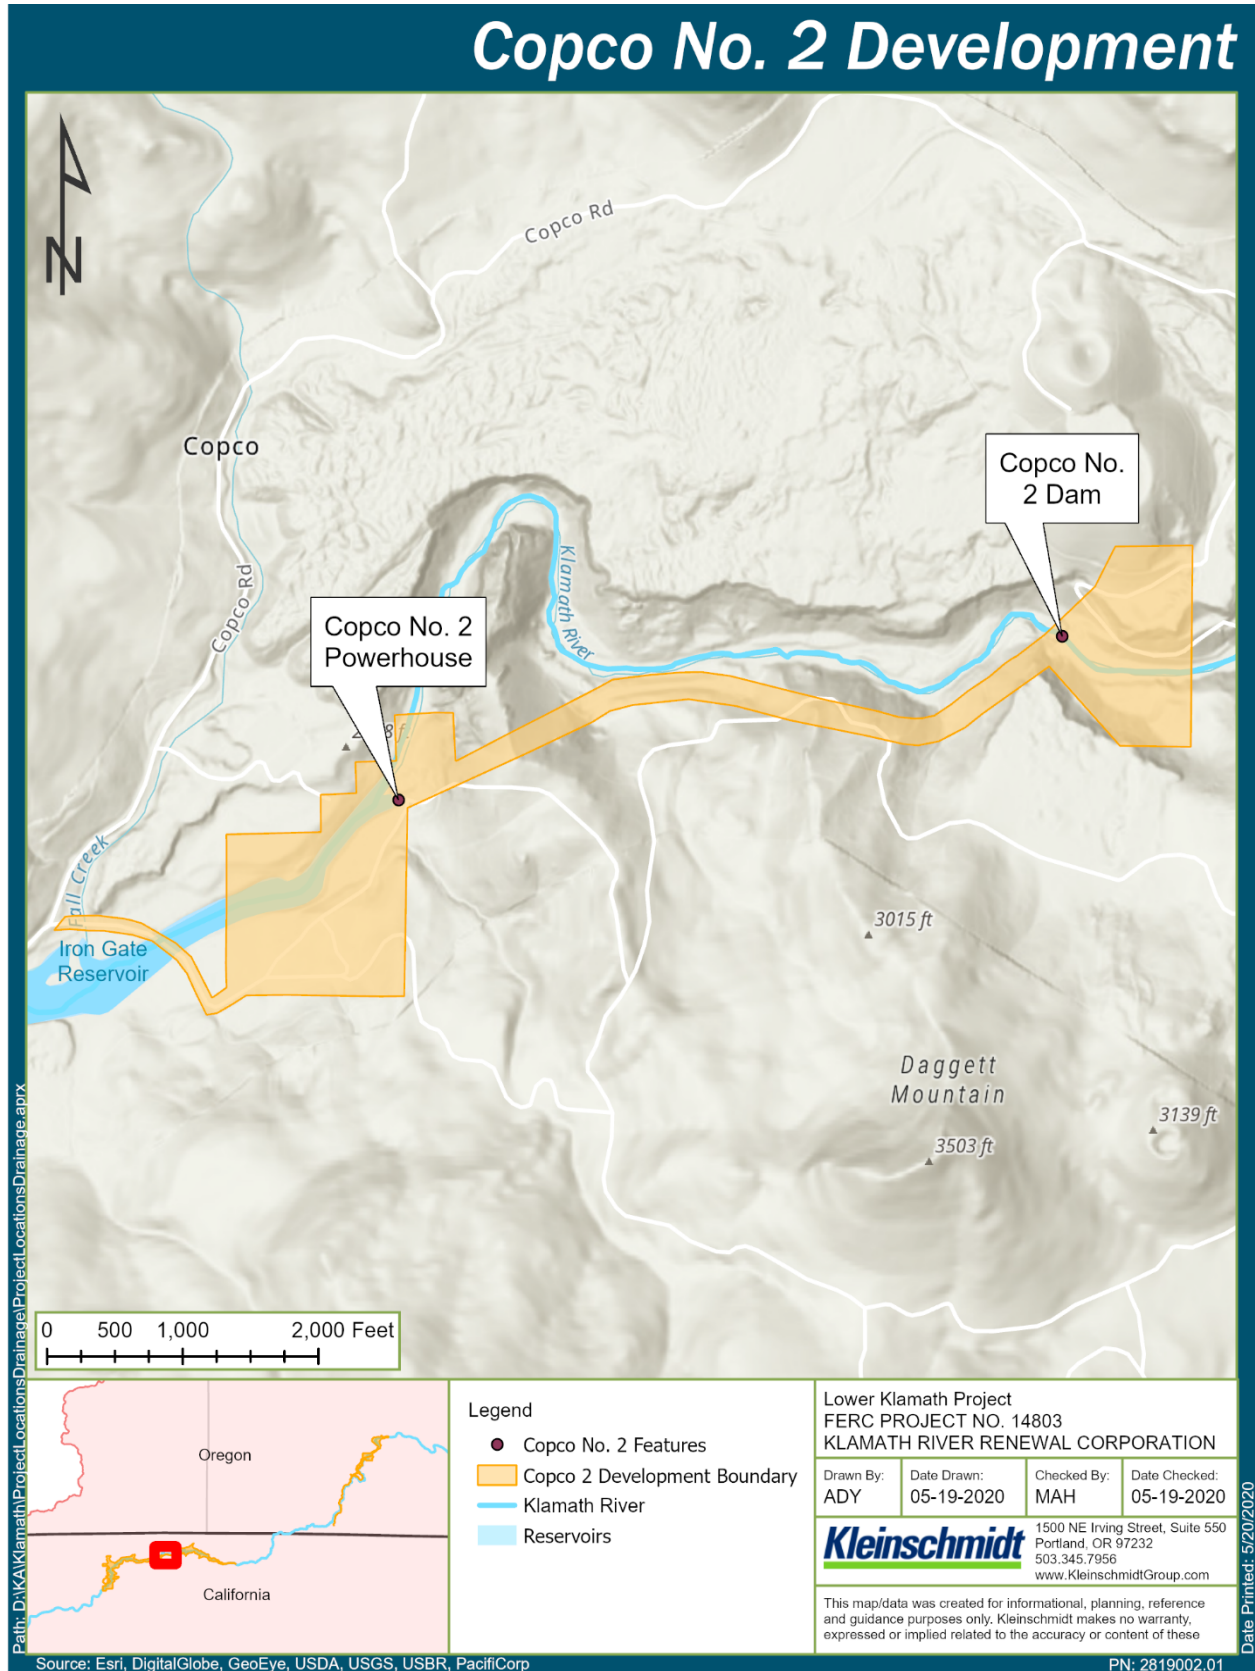 Copco No. 2 Development
N
Copco Rd
Copco
Copco No.
2 Dam
Klamath River
Copco Rd
Copco No. 2
Powerhouse
Fall Creek
Iron Gate
Reservoir
3015 ft
Daggett
Mountain
3139 ft
3503 ft
0 500 1,000 2,000 Feet
Oregon
California
Legend
Copco No. 2 Features
Copco 2 Development Boundary
Klamath River
Reservoirs
Lower Klamath Project
FERC PROJECT NO. 14803
KLAMATH RIVER RENEWAL CORPORATION
Drawn By: Date Drawn: Checked By: Date Checked:
ADY 05-19-2020 MAH 05-19-2020
Kleinschmidt
1500 NE Irving Street, Suite 550
Portland, OR 97232
503.345.7956
www.KleinschmidtGroup.com
This map/data was created for informational, planning, reference
and guidance purposes only. Kleinschmidt makes no warranty,
expressed or implied related to the accuracy or content of these
Path: D:\KA\Klamath\ProjectLocationsDrainage\ProjectLocationsDrainage.aprx
Date Printed: 5/20/2020
Source: Esri, DigitalGlobe, GeoEye, USDA, USGS, USBR, PacifiCorp
PN: 2819002.01